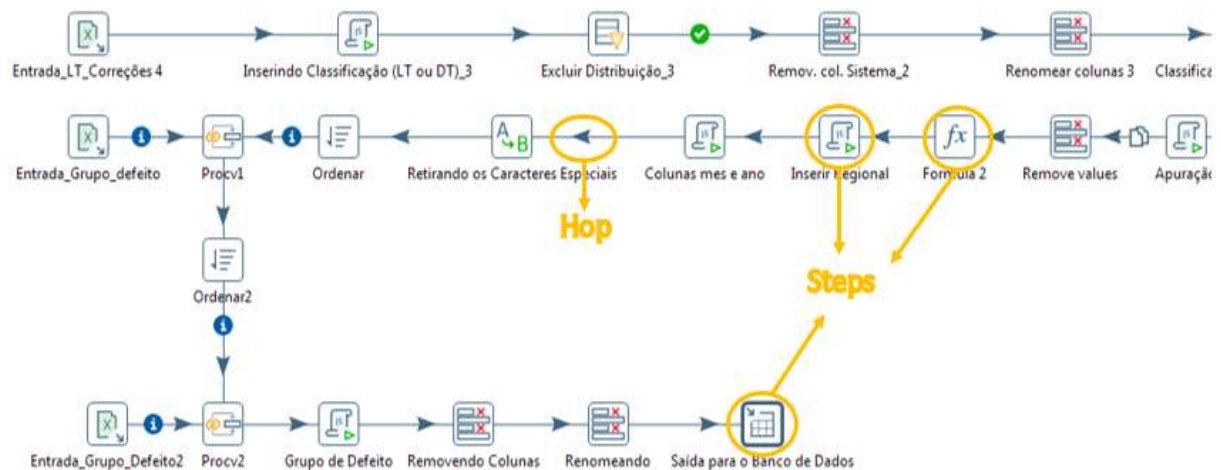 Entrada_LT_Correções 4
Inserindo Classificação (LT ou DT)_3
Excluir Distribuição_3
Remov. col. Sistema_2
Renomear colunas 3
Classifica
Entrada_Grupo_defeito
Procv1
Ordenar
Retirando os Caracteres Especiais
Colunas mes e ano
Inserir Regional
Formula 2
Remove values
Apuração
Hop
Steps
Ordenar2
Entrada_Grupo_Defeito2
Procv2
Grupo de Defeito
Removendo Colunas
Renomeando
Saída para o Banco de Dados